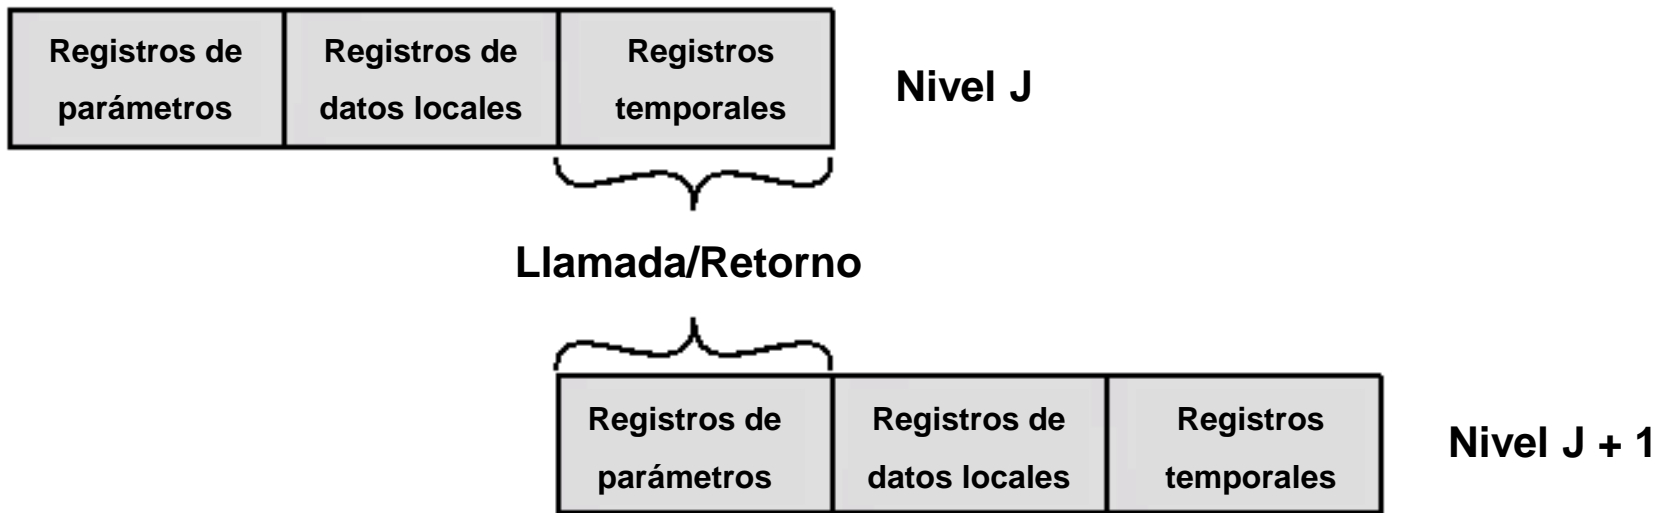 Registros de
parámetros
Registros de
datos locales
Registros
temporales
Nivel J
Llamada/Retorno
Registros de
parámetros
Registros de
datos locales
Registros
temporales
Nivel J + 1